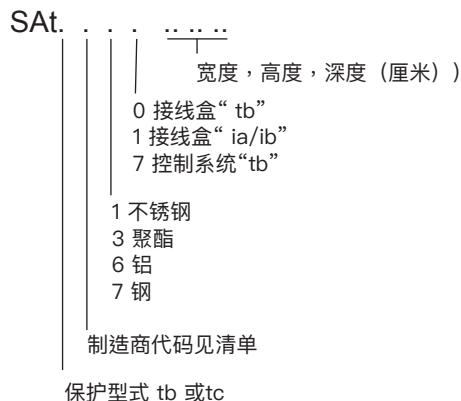 SAt. . . . .. .. ..
宽度，高度，深度（厘米））
0 接线盒“ tb”
1 接线盒“ ia/ib”
7 控制系统“tb”
1 不锈钢
3 聚酯
6 铝
7 钢
制造商代码见清单
保护型式 tb 或tc